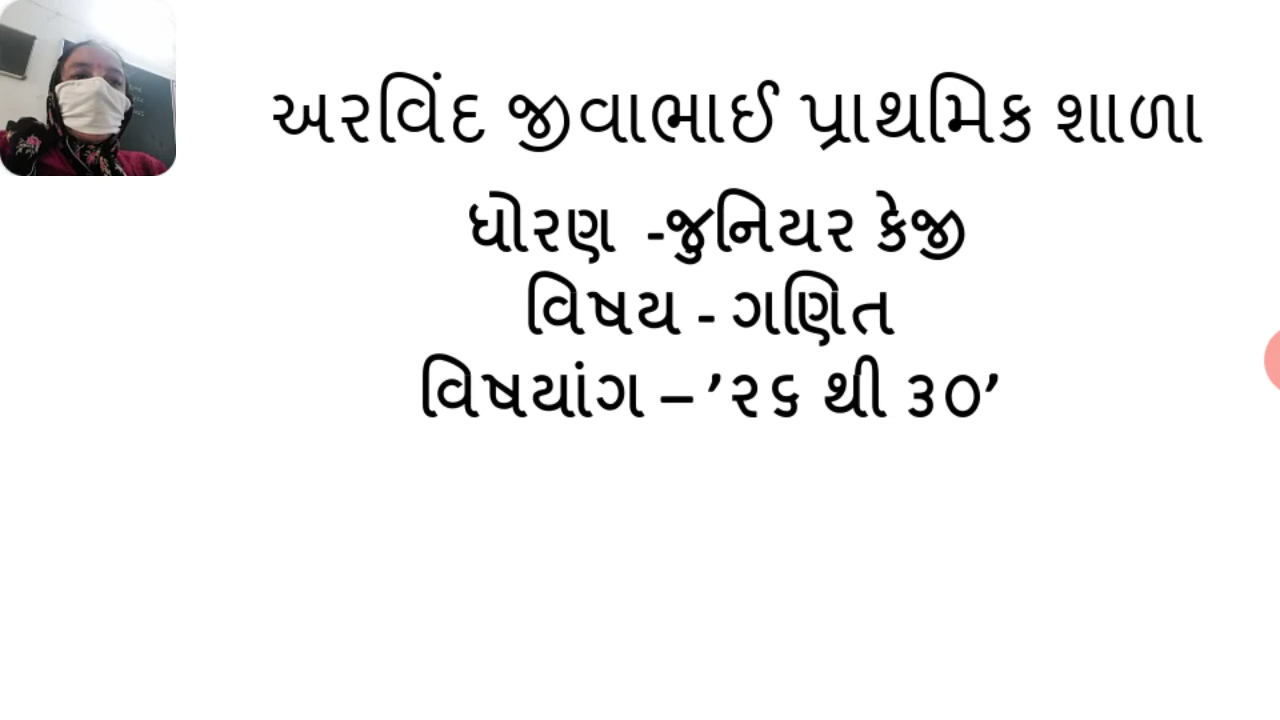 અરવિંદ જીવાભાઈ પ્રાથમિક શાળા
ધોરણ -જુનિયર કેજી
વિષય - ગણિત
વિષયાંગ – ’૨૬ થી ૩૦’